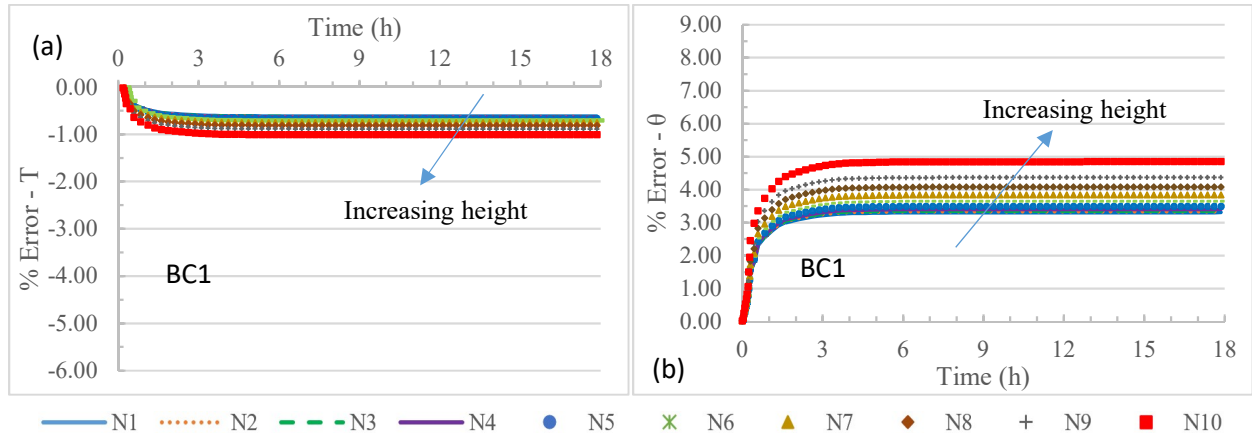 (a)
Time (h)
0 3 6 9 12 15 18
0.00
-1.00
-2.00
-3.00
-4.00
-5.00
-6.00
% Error - T
Increasing height
BC1
9.00
8.00
7.00
6.00
5.00
4.00
3.00
2.00
1.00
0.00
% Error - θ
Increasing height
BC1
(b)
0 3 6 9 12 15 18
Time (h)
N1 N2 N3 N4 N5 N6 N7 N8 N9 N10